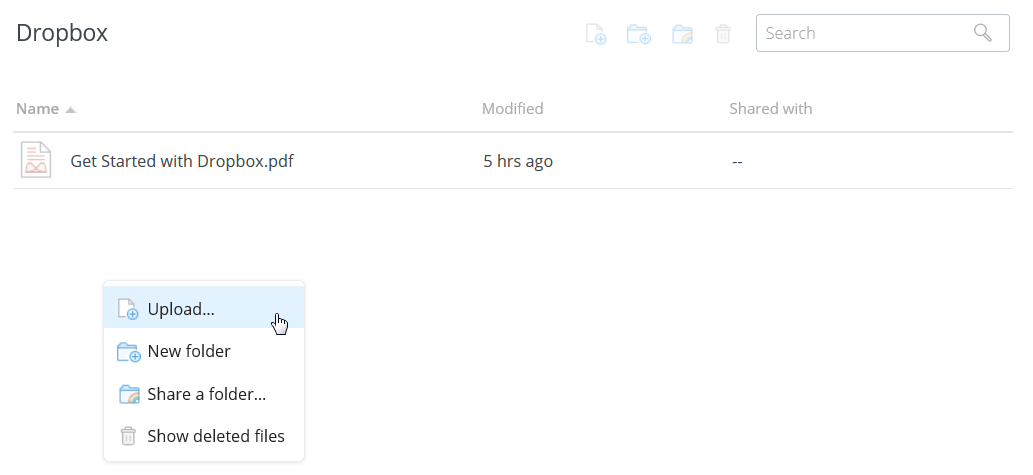 Dropbox
Search
Name Modified Shared with
Get Started with Dropbox.pdf 5 hrs ago --
Upload...
New folder
Share a folder...
Show deleted files